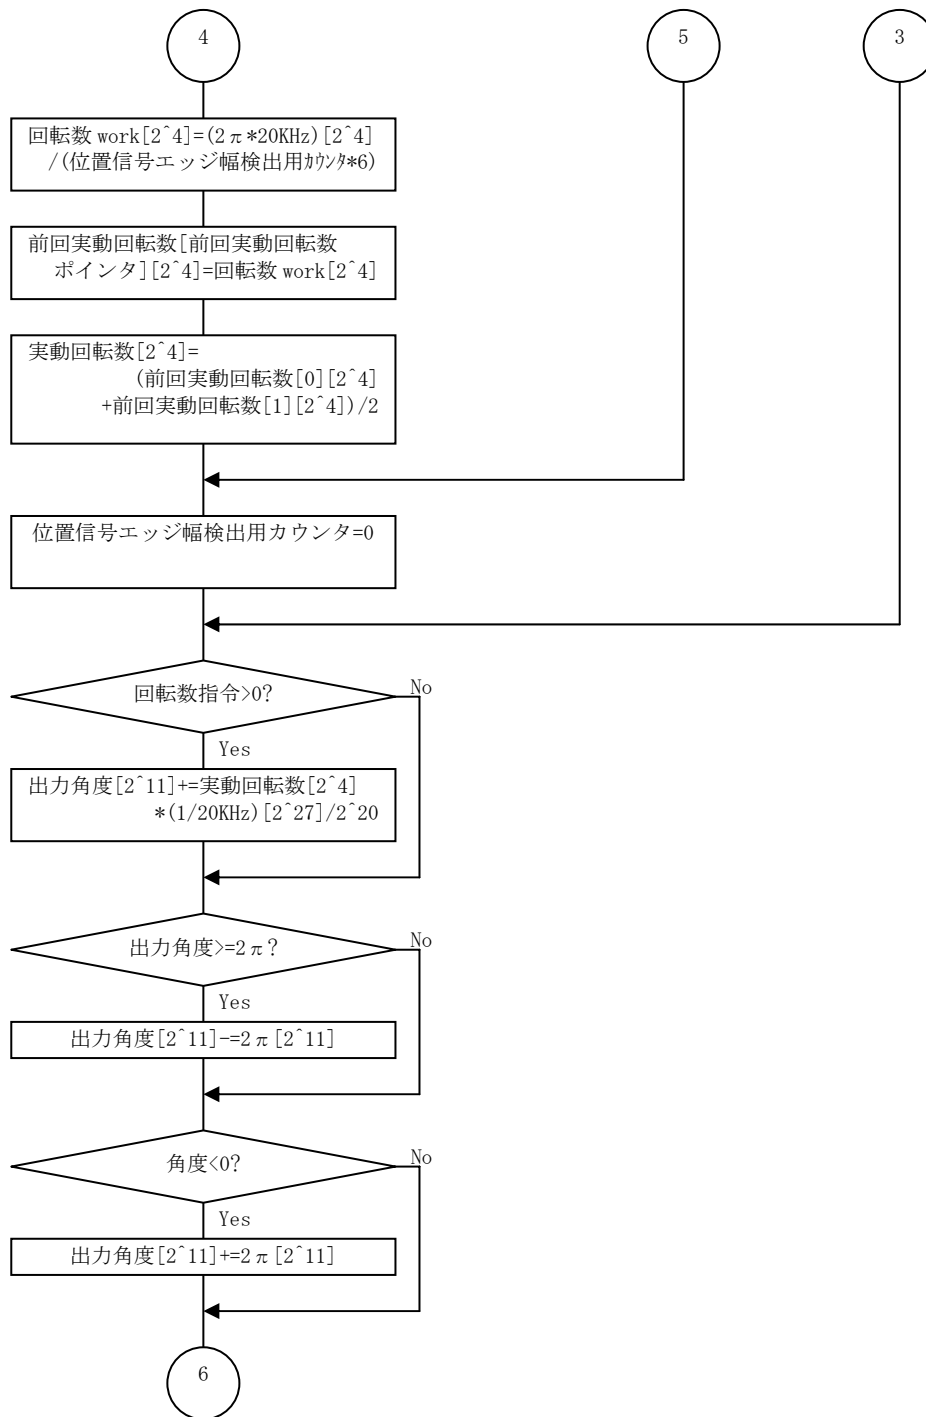 4
5
3
回転数 work[2^4]=(2π*20KHz)[2^4]
/(位置信号エッジ幅検出用ｶｳﾝﾀ*6)
前回実動回転数[前回実動回転数
ポインタ][2^4]=回転数 work[2^4]
実動回転数[2^4]=
(前回実動回転数[0][2^4]
+前回実動回転数[1][2^4])/2
位置信号エッジ幅検出用カウンタ=0
回転数指令>0?
No
Yes
出力角度[2^11]+=実動回転数[2^4]
*(1/20KHz)[2^27]/2^20
出力角度>=2π?
No
Yes
出力角度[2^11]-=2π[2^11]
角度<0?
No
Yes
出力角度[2^11]+=2π[2^11]
6